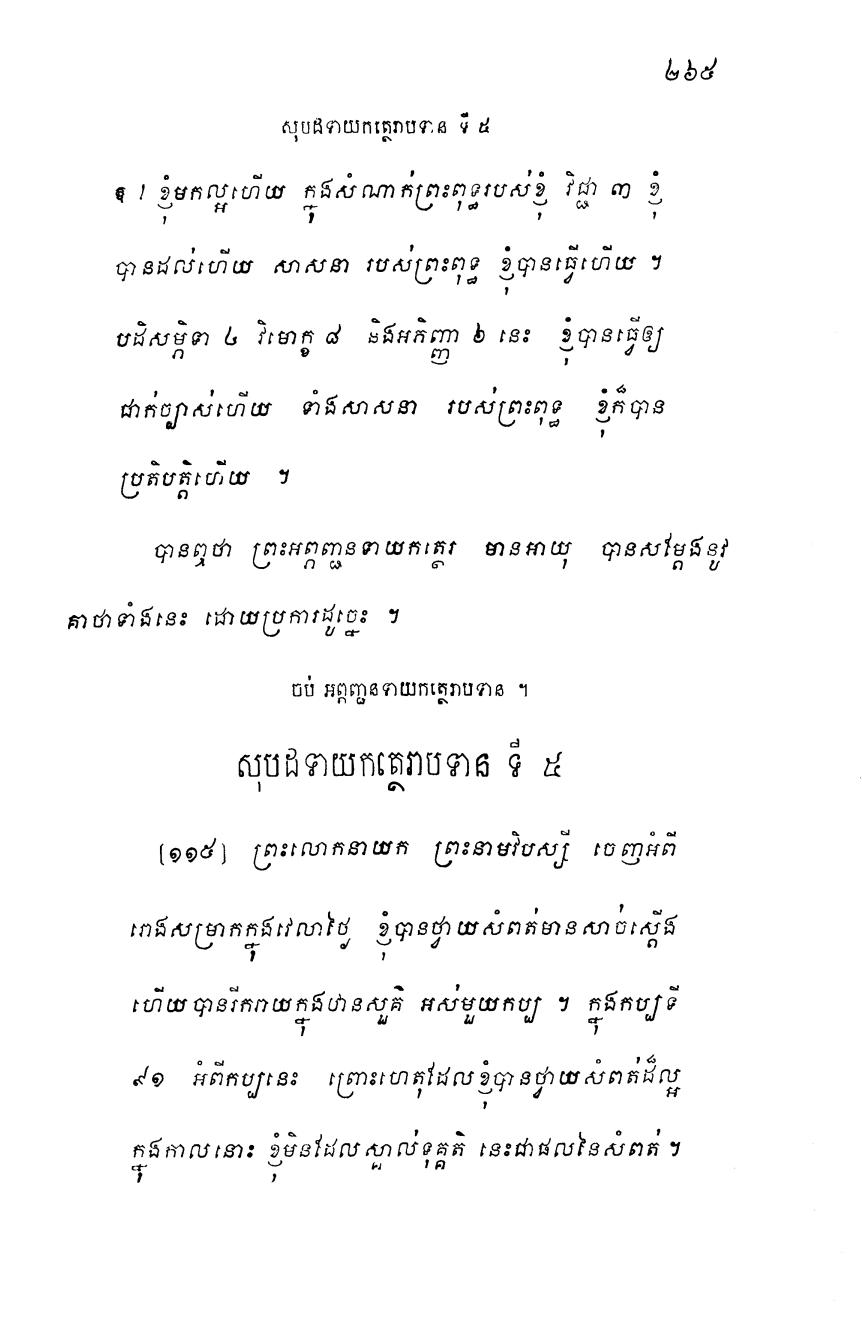 ២៦៥
សុបដទាយកត្ថេរាបទាន ទី ៥
ខ្ញុំមកល្អហើយ ក្នុងសំណាក់ព្រះពុទ្ធរបស់ខ្ញុំ វិជ្ជា ៣ ខ្ញុំ
បានដល់ហើយ សាសនា របស់ព្រះពុទ្ធ ខ្ញុំបានធ្វើហើយ ។
បដិសម្ភិទា ៤ វិមោក្ខ ៨ និងអភិញ្ញា ៦ នេះ ខ្ញុំបានធ្វើឲ្យ
ជាក់ច្បាស់ហើយ ទាំងសាសនា របស់ព្រះពុទ្ធ ខ្ញុំក៏បាន
ប្រតិបត្តិហើយ ។
បានឮថា ព្រះអព្ភញ្ជនទាយកត្ថេរ មានអាយុ បានសម្តែងនូវ
គាថាទាំងនេះ ដោយប្រការដូច្នេះ ។
ចប់ អព្ភញ្ជនទាយកត្ថេរាបទាន ។
សុបដទាយកត្ថេរាបទាន ទី ៥
[១១៥] ព្រះលោកនាយក ព្រះនាមវិបស្សី ចេញអំពី
រោងសម្រាកក្នុងវេលាថ្ងៃ ខ្ញុំបានថ្វាយសំពត់មានសាច់ស្តើង
ហើយបានរីករាយក្នុងឋានសួគ៌ អស់មួយកប្ប ។ ក្នុងកប្បទី
៩១ អំពីកប្បនេះ ព្រោះហេតុដែលខ្ញុំបានថ្វាយសំពត់ដ៏ល្អ
ក្នុងកាលនោះ ខ្ញុំមិនដែលស្គាល់ទុគ្គតិ នេះជាផលនៃសំពត់ ។